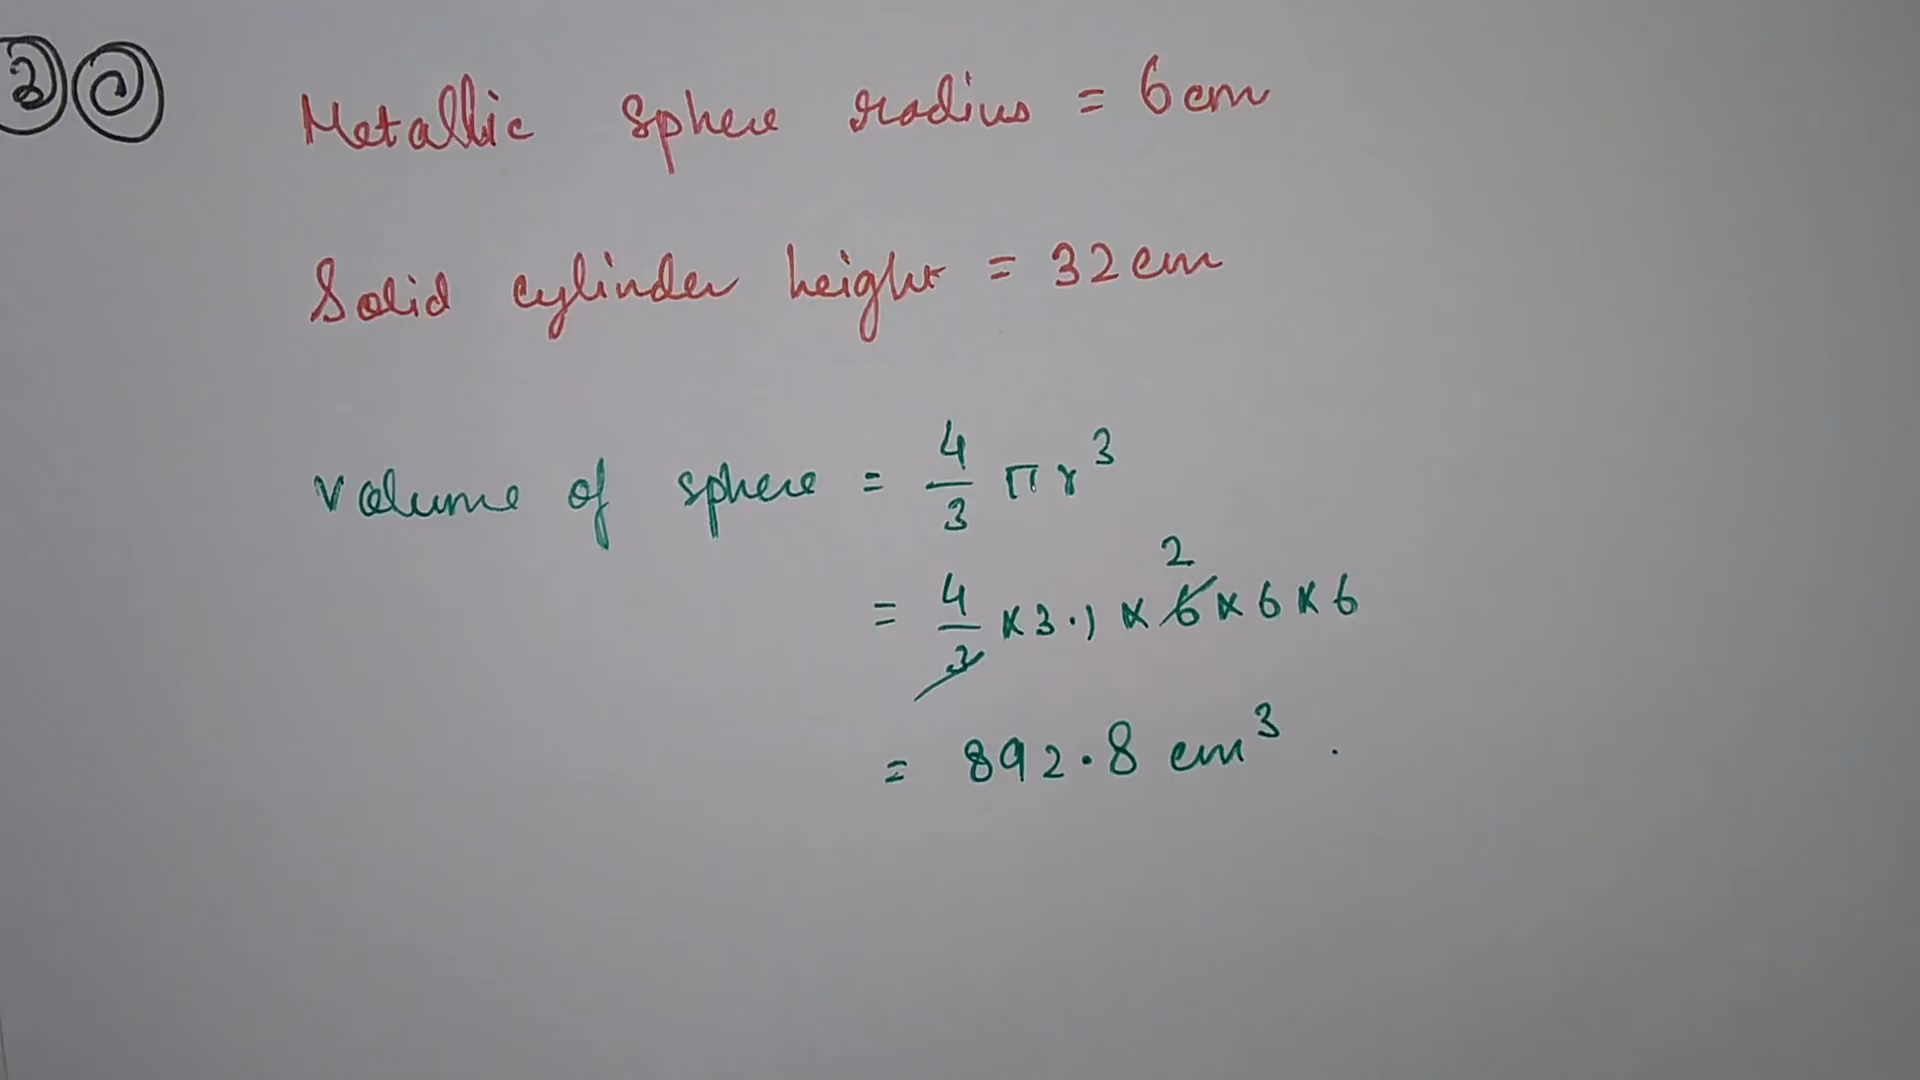 2 a
Metallic sphere radius = 6cm
Solid cylinder height = 32cm
Volume of sphere = 4/3 πr³
= 4/3 × 3.1 × 6 × 6 × 6
2
= 892.8 cm³.